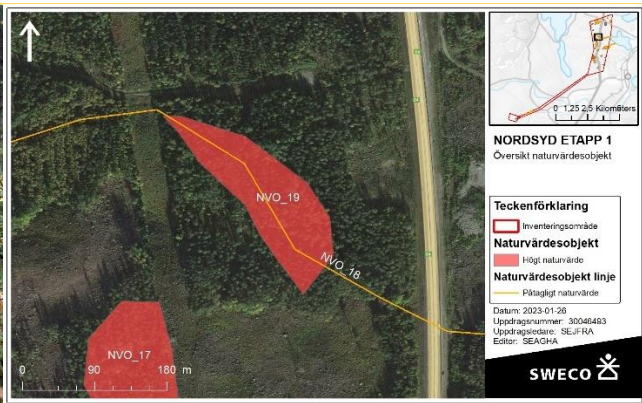 NVO_19
NVO_18
NVO_17
0 90 180 m
0 1,25 2,5 Kilometers
NORDSYD ETAPP 1
Översikt naturvärdesobjekt
Teckenförklaring
Inventeringsområde
Naturvärdesobjekt
Högt naturvärde
Naturvärdesobjekt linje
Påtagligt naturvärde
Datum: 2023-01-26
Uppdragsnummer: 30046483
Uppdragsledare: SEJFRA
Editor: SEAGHA
SWECO